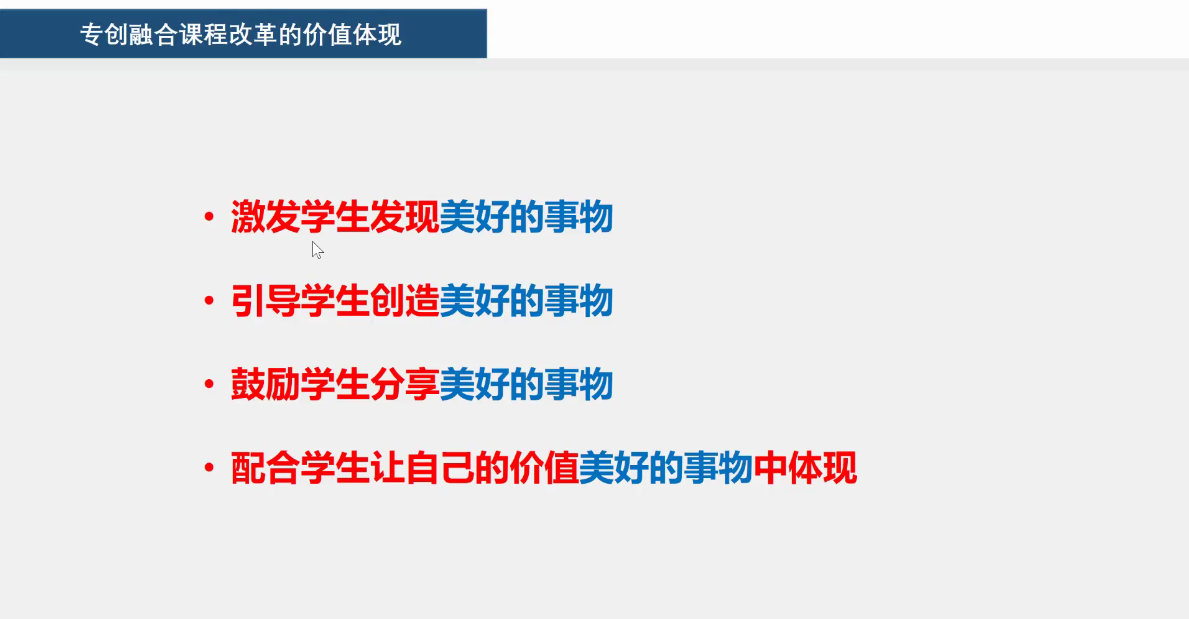 专创融合课程改革的价值体现
• 激发学生发现美好的事物
• 引导学生创造美好的事物
• 鼓励学生分享美好的事物
• 配合学生让自己的价值美好的事物中体现